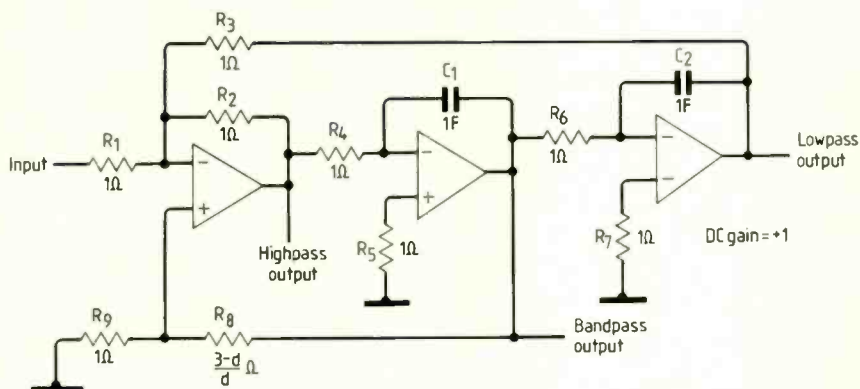 R3
1Ω
R2
1Ω
R1
1Ω
Input
−
+
Highpass
output
R4
1Ω
C1
1F
−
+
R5
1Ω
R6
1Ω
C2
1F
−
−
R7
1Ω
Lowpass
output
DC gain = +1
R9
1Ω
R8
3-d
d Ω
Bandpass
output